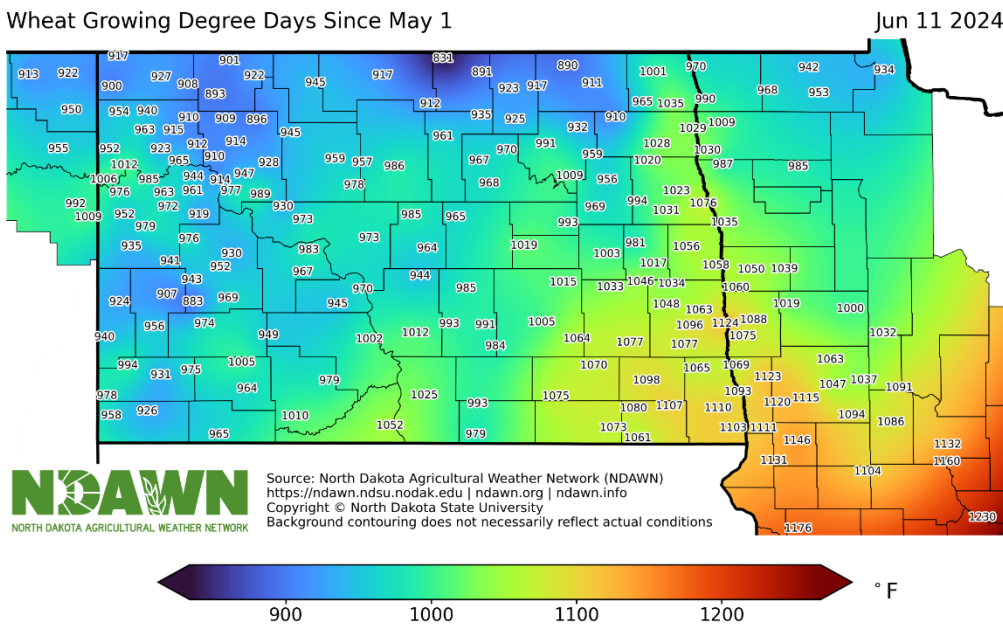 Wheat Growing Degree Days Since May 1 Jun 11 2024
917 901 831 890 970 942 934
913 922 927 922 945 917 891 1001
900 908 893 923 917 911 968 953
950 954 940 912 965 1035 990
910 909 896 935 925 910
963 915 945 961 932 1029 1009
955 952 923 912 914 970 991 1028 1030
1012 965 910 928 959 957 967 959 1020 987
1006 985 944 914 947 986 968 1009 956 985
976 963 961 977 989 978 1023
992 952 972 930 969 994 1031 1076
1009 979 919 973 985 965 993 1035
935 976 930 983 973 964 1019 1003 981 1056
941 952 967 944 1017 1058 1050 1039
943 970 985 1015 1033 1046 1034 1060
924 907 883 969 945 1048 1063 1019 1000
956 974 993 991 1005 1096 1124 1088
940 949 1002 1012 984 1064 1077 1077 1075 1032
994 931 975 1005 1070 1065 1069 1063
979 1098 1123 1047 1037
978 964 1025 1075 1093 1115 1091
958 926 993 1080 1107 1110 1120
965 1010 1052 979 1073 1061 1103 1111 1094 1086
1146 1132
1131 1104 1160
1176 1230
NDAWN
NORTH DAKOTA AGRICULTURAL WEATHER NETWORK
Source: North Dakota Agricultural Weather Network (NDAWN)
https://ndawn.ndsu.nodak.edu | ndawn.org | ndawn.info
Copyright © North Dakota State University
Background contouring does not necessarily reflect actual conditions
° F
900 1000 1100 1200